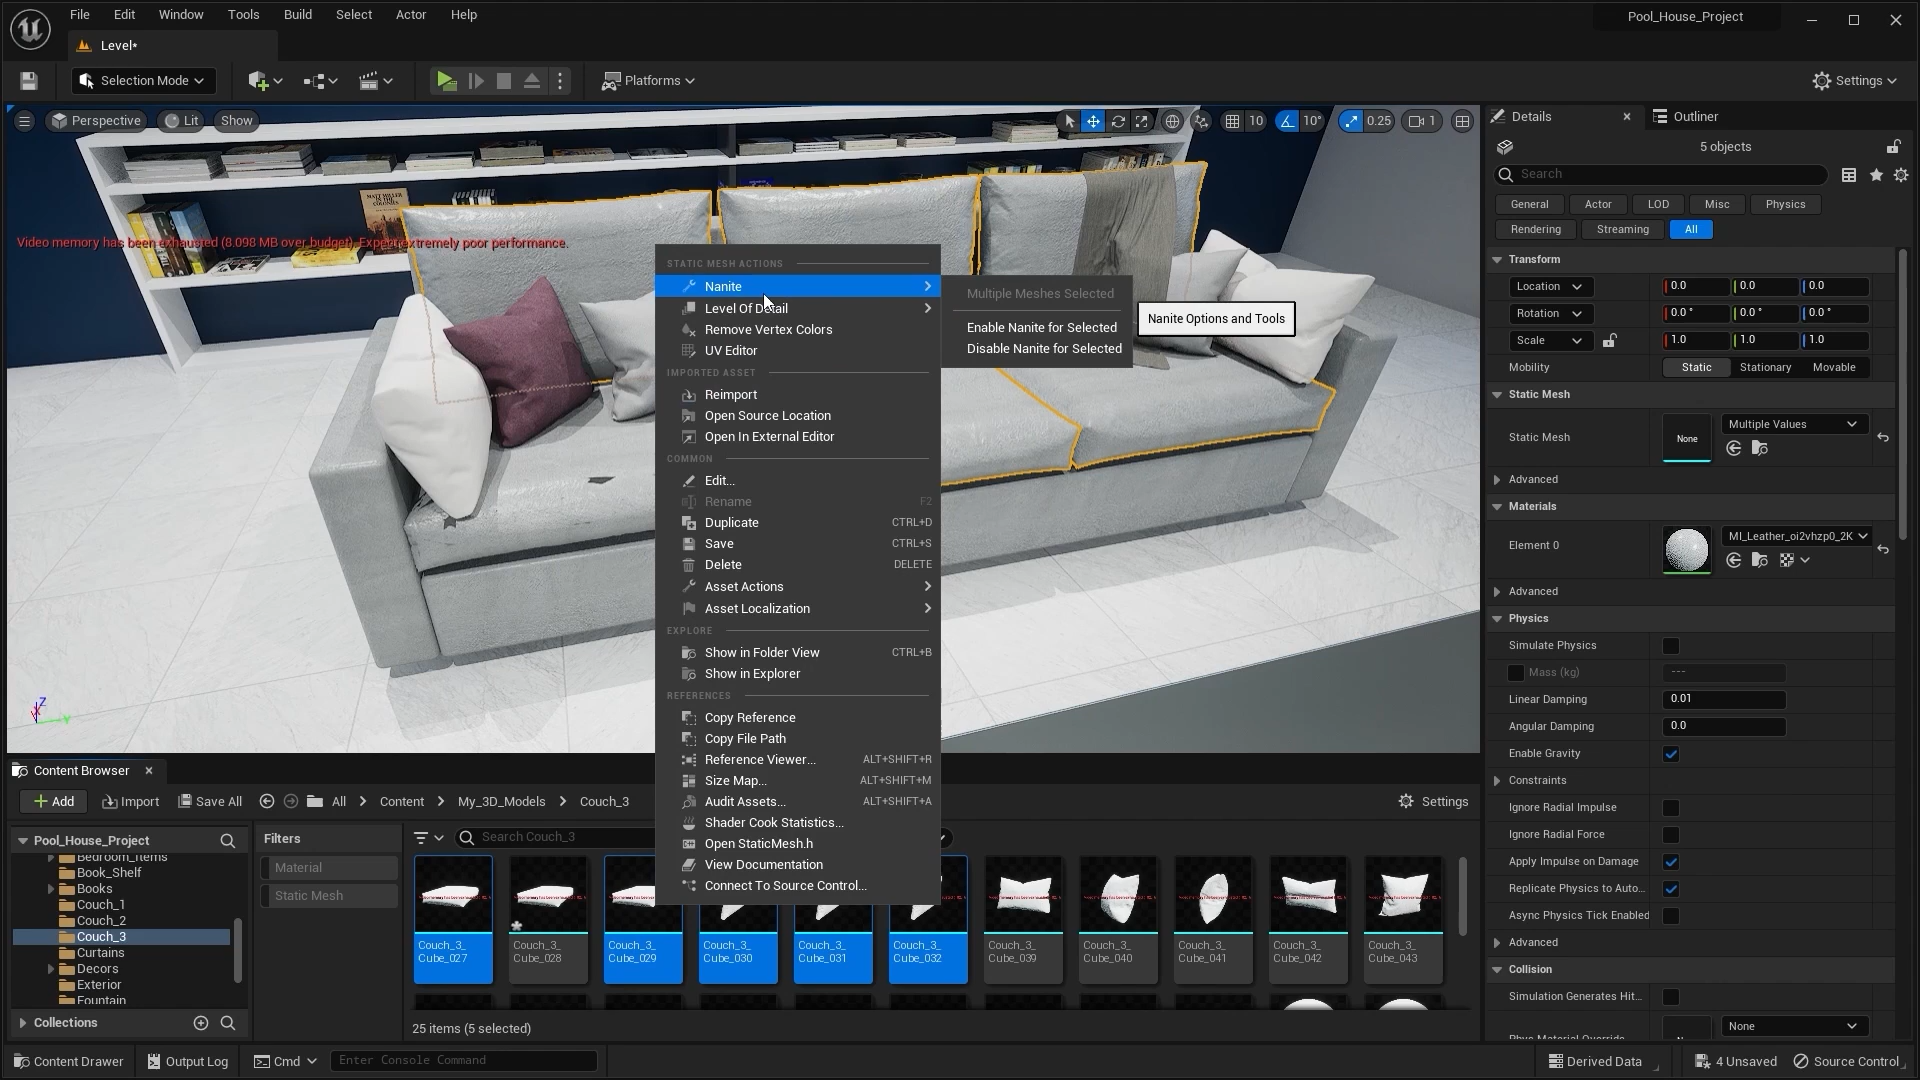 File Edit Window Tools Build Select Actor Help
Pool_House_Project
Level*
Selection Mode
Platforms
Settings
Perspective Lit Show
10 10° 0.25 1
Video memory has been exhausted (8.098 MB over budget). Expect extremely poor performance.
STATIC MESH ACTIONS
Nanite
Level Of Detail
Remove Vertex Colors
UV Editor
IMPORTED ASSET
Reimport
Open Source Location
Open In External Editor
COMMON
Edit...
Rename F2
Duplicate CTRL+D
Save CTRL+S
Delete DELETE
Asset Actions
Asset Localization
EXPLORE
Show in Folder View CTRL+B
Show in Explorer
REFERENCES
Copy Reference
Copy File Path
Reference Viewer... ALT+SHIFT+R
Size Map... ALT+SHIFT+M
Audit Assets... ALT+SHIFT+A
Shader Cook Statistics...
Open StaticMesh.h
View Documentation
Connect To Source Control...
Multiple Meshes Selected
Enable Nanite for Selected
Disable Nanite for Selected
Nanite Options and Tools
Z
Y
Details
Outliner
5 objects
Search
General Actor LOD Misc Physics
Rendering Streaming All
Transform
Location 0.0 0.0 0.0
Rotation 0.0° 0.0° 0.0°
Scale 1.0 1.0 1.0
Mobility Static Stationary Movable
Static Mesh
Static Mesh None Multiple Values
Advanced
Materials
Element 0 MI_Leather_oi2vhzp0_2K
Advanced
Physics
Simulate Physics
Mass (kg) ---
Linear Damping 0.01
Angular Damping 0.0
Enable Gravity
Constraints
Ignore Radial Impulse
Ignore Radial Force
Apply Impulse on Damage
Replicate Physics to Auto...
Async Physics Tick Enabled
Advanced
Collision
Simulation Generates Hit...
Phys Material Override
None
Content Browser
Add Import Save All All Content My_3D_Models Couch_3
Settings
Pool_House_Project
Bedroom_Items
Book_Shelf
Books
Couch_1
Couch_2
Couch_3
Curtains
Decors
Exterior
Fountain
Collections
Filters
Material
Static Mesh
Search Couch_3
Couch_3_
Cube_027
Couch_3_
Cube_028
Couch_3_
Cube_029
Couch_3_
Cube_030
Couch_3_
Cube_031
Couch_3_
Cube_032
Couch_3_
Cube_039
Couch_3_
Cube_040
Couch_3_
Cube_041
Couch_3_
Cube_042
Couch_3_
Cube_043
25 items (5 selected)
Content Drawer Output Log Cmd Enter Console Command
Derived Data 4 Unsaved Source Control